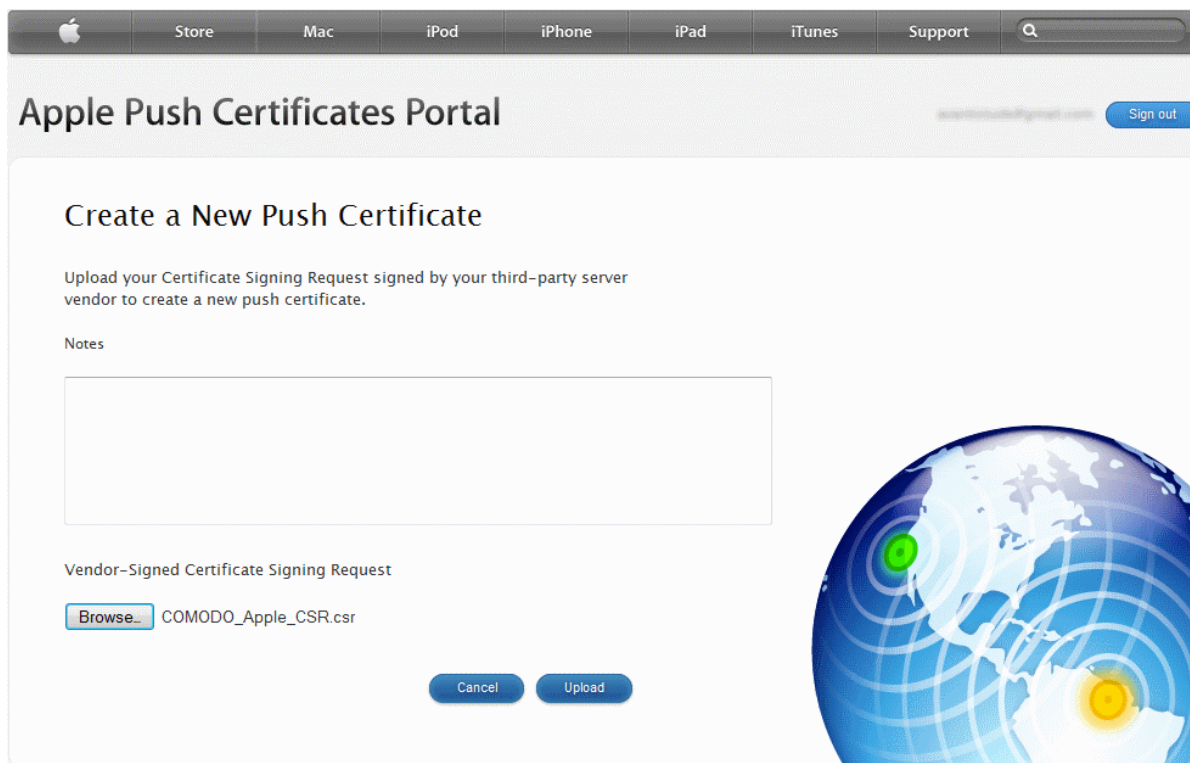 Store Mac iPod iPhone iPad iTunes Support
Apple Push Certificates Portal
Sign out
Create a New Push Certificate
Upload your Certificate Signing Request signed by your third-party server
vendor to create a new push certificate.
Notes
Vendor-Signed Certificate Signing Request
Browse... COMODO_Apple_CSR.csr
Cancel Upload